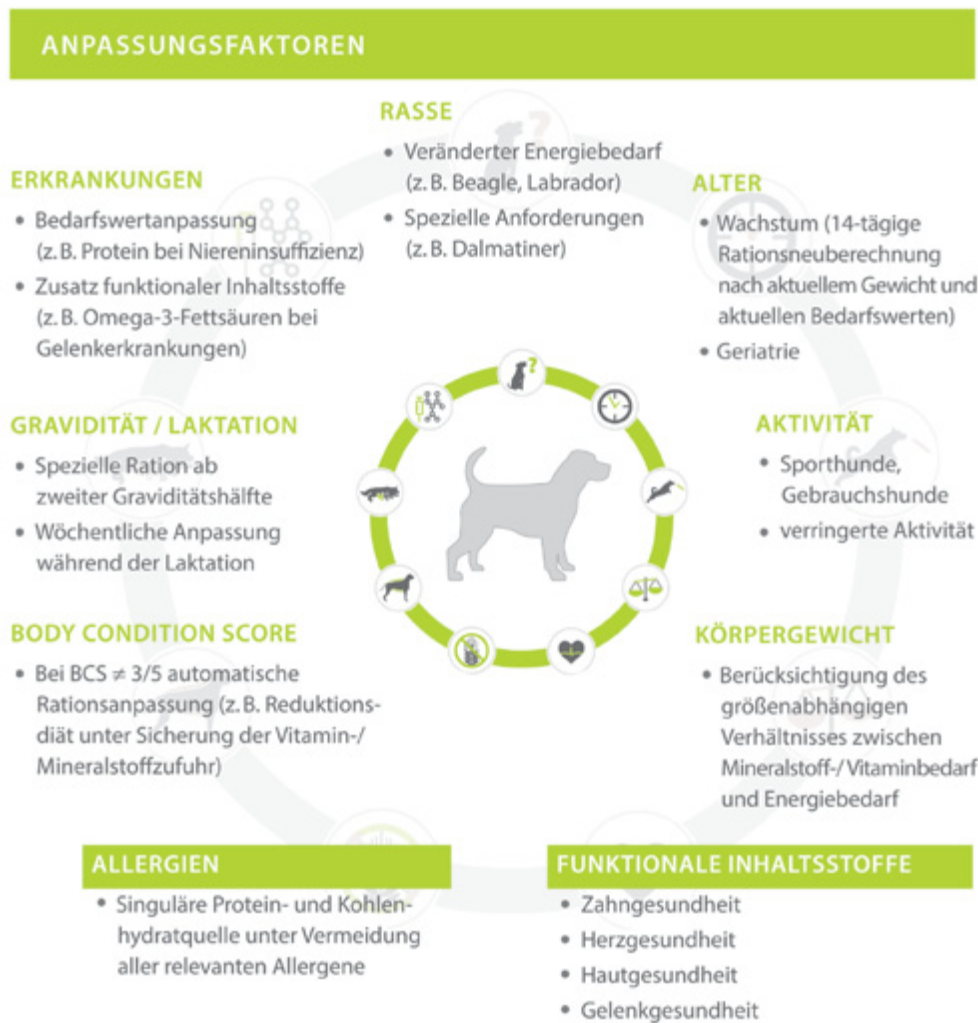 ANPASSUNGSFAKTOREN
RASSE
• Veränderter Energiebedarf
(z. B. Beagle, Labrador)
• Spezielle Anforderungen
(z. B. Dalmatiner)
ERKRANKUNGEN
• Bedarfswertanpassung
(z. B. Protein bei Niereninsuffizienz)
• Zusatz funktionaler Inhaltsstoffe
(z. B. Omega-3-Fettsäuren bei
Gelenkerkrankungen)
ALTER
• Wachstum (14-tägige
Rationsneuberechnung
nach aktuellem Gewicht und
aktuellen Bedarfswerten)
• Geriatrie
GRAVIDITÄT / LAKTATION
• Spezielle Ration ab
zweiter Graviditätshälfte
• Wöchentliche Anpassung
während der Laktation
AKTIVITÄT
• Sporthunde,
Gebrauchshunde
• verringerte Aktivität
BODY CONDITION SCORE
• Bei BCS ≠ 3/5 automatische
Rationsanpassung (z. B. Reduktions-
diät unter Sicherung der Vitamin-/
Mineralstoffzufuhr)
KÖRPERGEWICHT
• Berücksichtigung des
größenabhängigen
Verhältnisses zwischen
Mineralstoff-/ Vitaminbedarf
und Energiebedarf
ALLERGIEN
• Singuläre Protein- und Kohlen-
hydratquelle unter Vermeidung
aller relevanten Allergene
FUNKTIONALE INHALTSSTOFFE
• Zahngesundheit
• Herzgesundheit
• Hautgesundheit
• Gelenkgesundheit